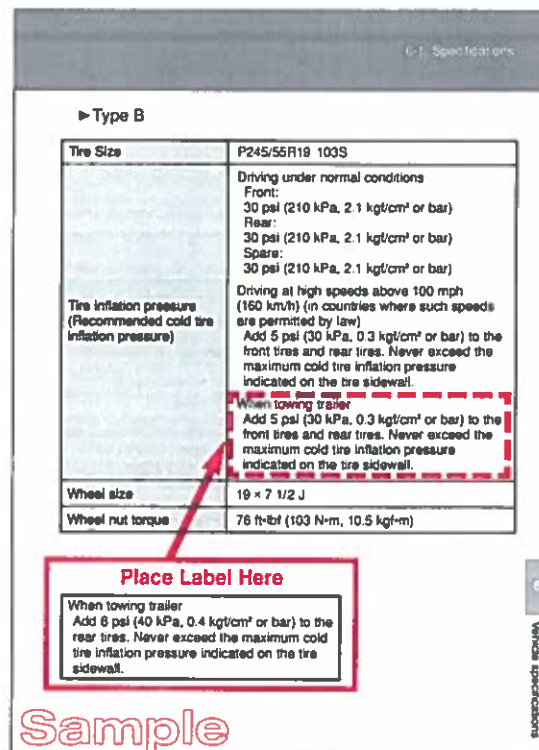 6-1. Specifications
►Type B
Tire Size
P245/55R19 103S
Tire inflation pressure
(Recommended cold tire
inflation pressure)
Driving under normal conditions
Front:
30 psi (210 kPa, 2.1 kgf/cm² or bar)
Rear:
30 psi (210 kPa, 2.1 kgf/cm² or bar)
Spare:
30 psi (210 kPa, 2.1 kgf/cm² or bar)
Driving at high speeds above 100 mph
(160 km/h) (in countries where such speeds
are permitted by law)
Add 5 psi (30 kPa, 0.3 kgf/cm² or bar) to the
front tires and rear tires. Never exceed the
maximum cold tire inflation pressure
indicated on the tire sidewall.
When towing trailer
Add 5 psi (30 kPa, 0.3 kgf/cm² or bar) to the
front tires and rear tires. Never exceed the
maximum cold tire inflation pressure
indicated on the tire sidewall.
Wheel size
19 × 7 1/2 J
Wheel nut torque
76 ft•lbf (103 N•m, 10.5 kgf•m)
Place Label Here
When towing trailer
Add 6 psi (40 kPa, 0.4 kgf/cm² or bar) to the
rear tires. Never exceed the maximum cold
tire inflation pressure indicated on the tire
sidewall.
6
Vehicle specifications
Sample